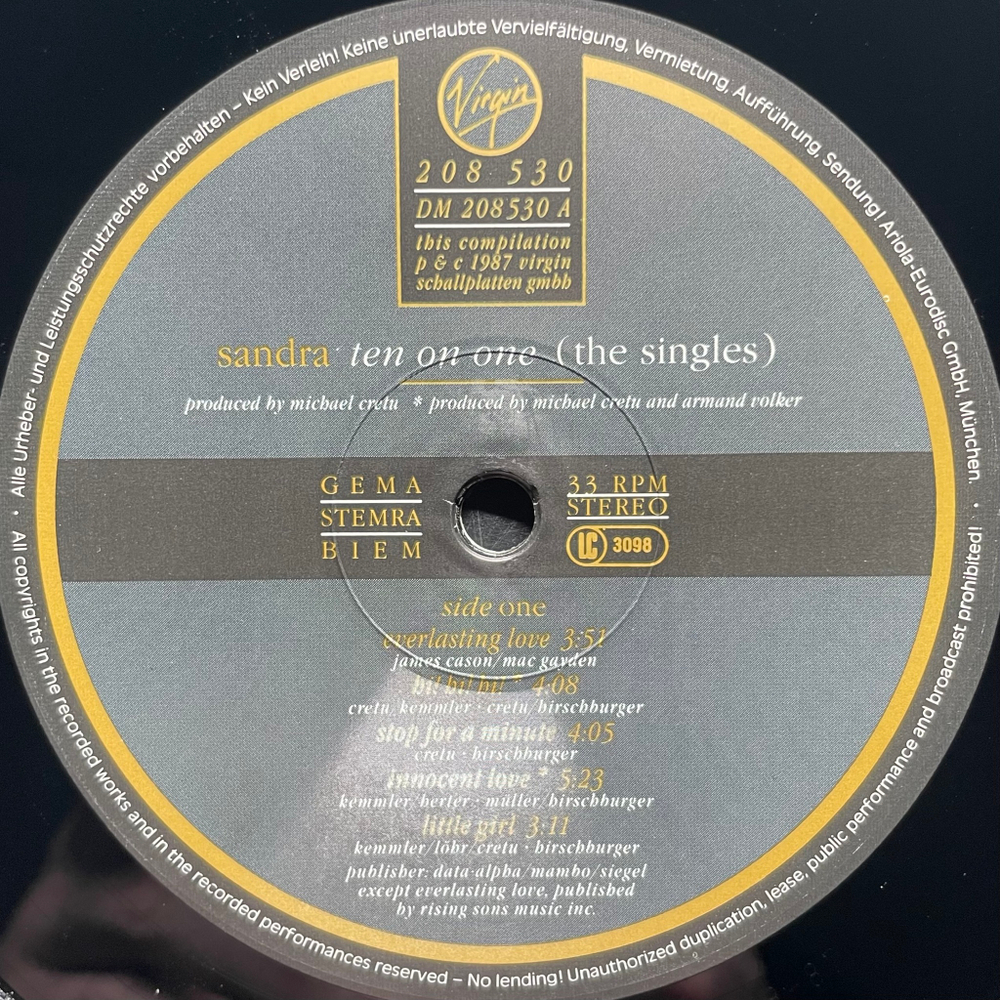 Alle Urheber- und Leistungsschutzrechte vorbehalten – Kein Verleih! Keine unerlaubte Vervielfältigung, Vermietung, Aufführung, Sendung! Ariola-Eurodisc GmbH, München.
Virgin
208 530
DM 208530 A
this compilation
p & c 1987 virgin
schallplatten gmbh
sandra · ten on one (the singles)
produced by michael cretu * produced by michael cretu and armand volker
GEMA
STEMRA
BIEM
33 RPM
STEREO
LC 3098
side one
everlasting love 3:51
james cason/mac gayden
hi! hi! hi! * 4:08
cretu, kemmler · cretu/hirschburger
stop for a minute 4:05
cretu · hirschburger
innocent love * 5:23
kemmler/herter · müller/hirschburger
little girl 3:11
kemmler/löhr/cretu · hirschburger
publisher: data-alpha/mambo/siegel
except everlasting love, published
by rising sons music inc.
All copyrights in the recorded works and in the recorded performances reserved – No lending! Unauthorized duplication, lease, public performance and broadcast prohibited!